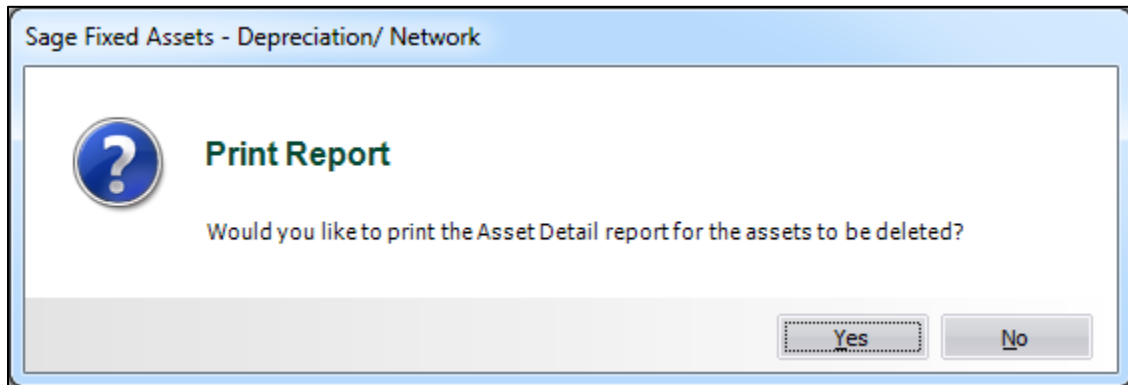 Sage Fixed Assets - Depreciation/ Network
?
Print Report
Would you like to print the Asset Detail report for the assets to be deleted?
Yes
No